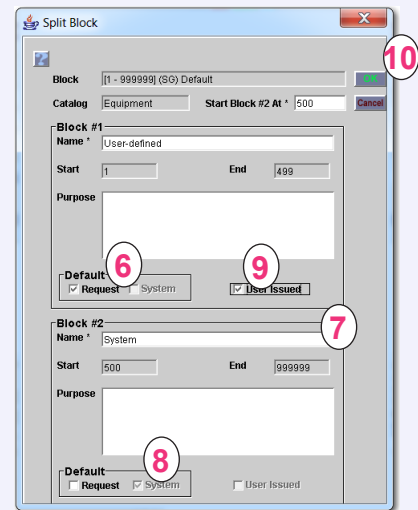 Split Block
10
?
Block [1 - 999999] (SG) Default OK
Catalog Equipment Start Block #2 At * 500 Cancel
Block #1
Name * User-defined
Start 1 End 499
Purpose
6 9
Default
Request System User Issued
Block #2
7
Name * System
Start 500 End 999999
Purpose
8
Default
Request System User Issued